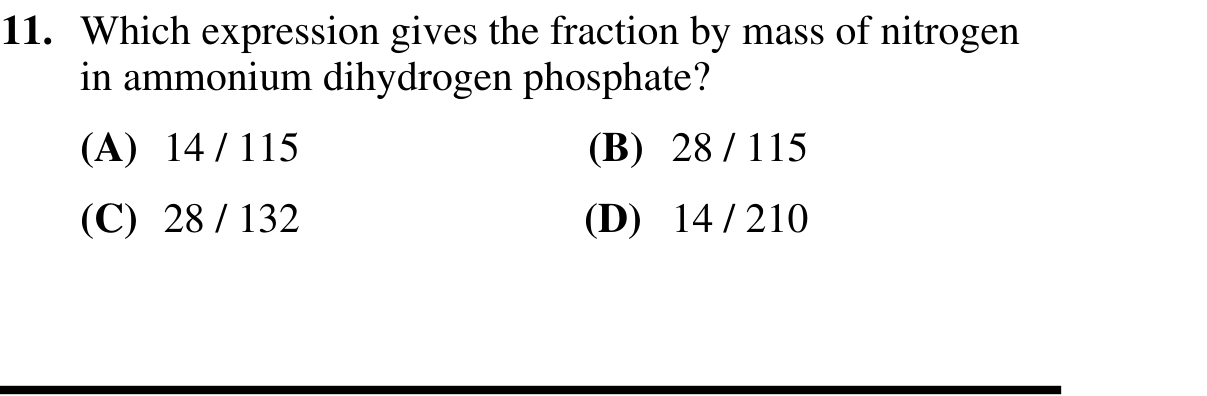 11. Which expression gives the fraction by mass of nitrogen
in ammonium dihydrogen phosphate?
(A) 14 / 115 (B) 28 / 115
(C) 28 / 132 (D) 14 / 210